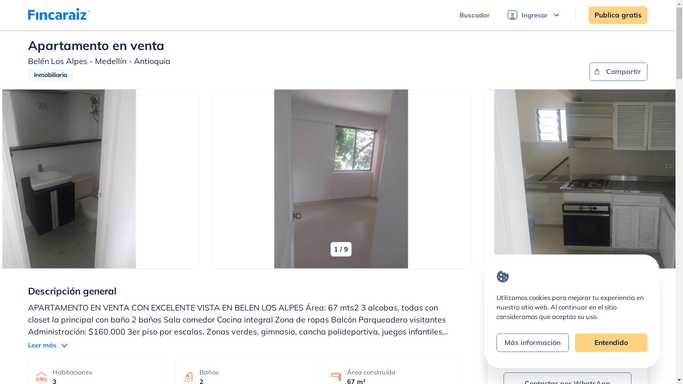 Fincaraiz
Buscador
Ingresar
Publica gratis
Apartamento en venta
Belén Los Alpes - Medellín - Antioquia
Inmobiliaria
Compartir
1 / 9
Descripción general
APARTAMENTO EN VENTA CON EXCELENTE VISTA EN BELEN LOS ALPES Área: 67 mts2 3 alcobas, todas con
closet la principal con baño 2 baños Sala comedor Cocina integral Zona de ropas Balcón Parqueadero visitantes
Administración: $160.000 3er piso por escalas, Zonas verdes, gimnasio, cancha polideportiva, juegos infantiles...
Leer más
Habitaciones
3
Baños
2
Área construida
67 m²
Utilizamos cookies para mejorar tu experiencia en
nuestro sitio web. Al continuar en el sitio
consideramos que aceptas su uso.
Más información
Entendido
Contactar por WhatsApp